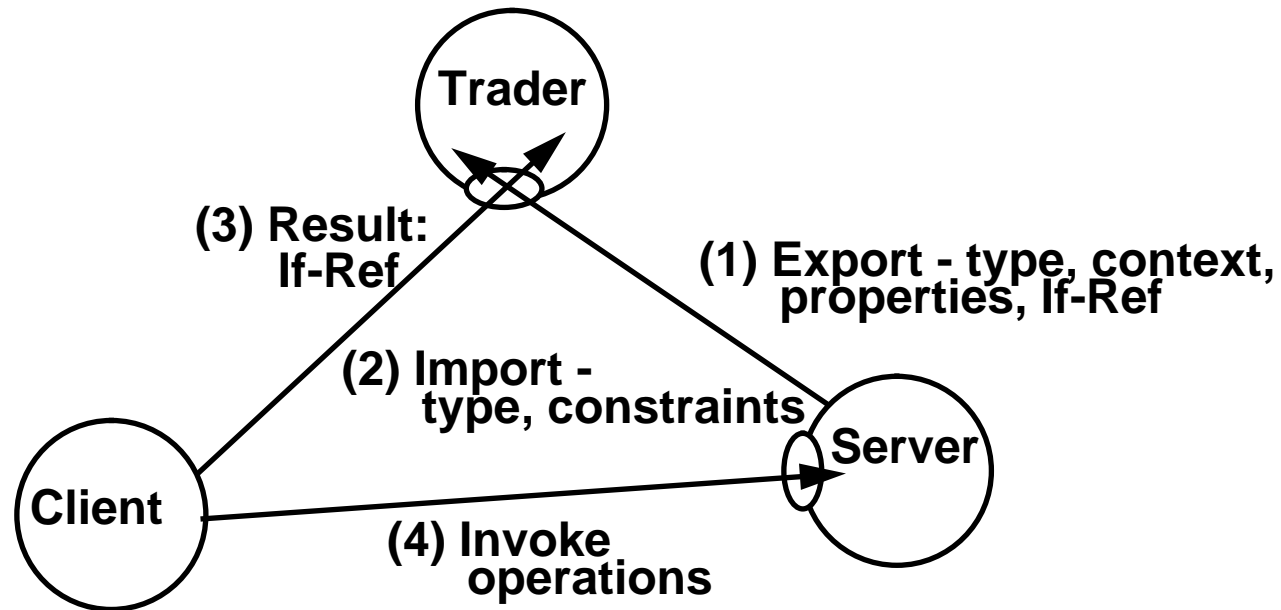 Trader
(3) Result:
If-Ref
(1) Export - type, context,
properties, If-Ref
(2) Import -
type, constraints
Server
Client
(4) Invoke
operations